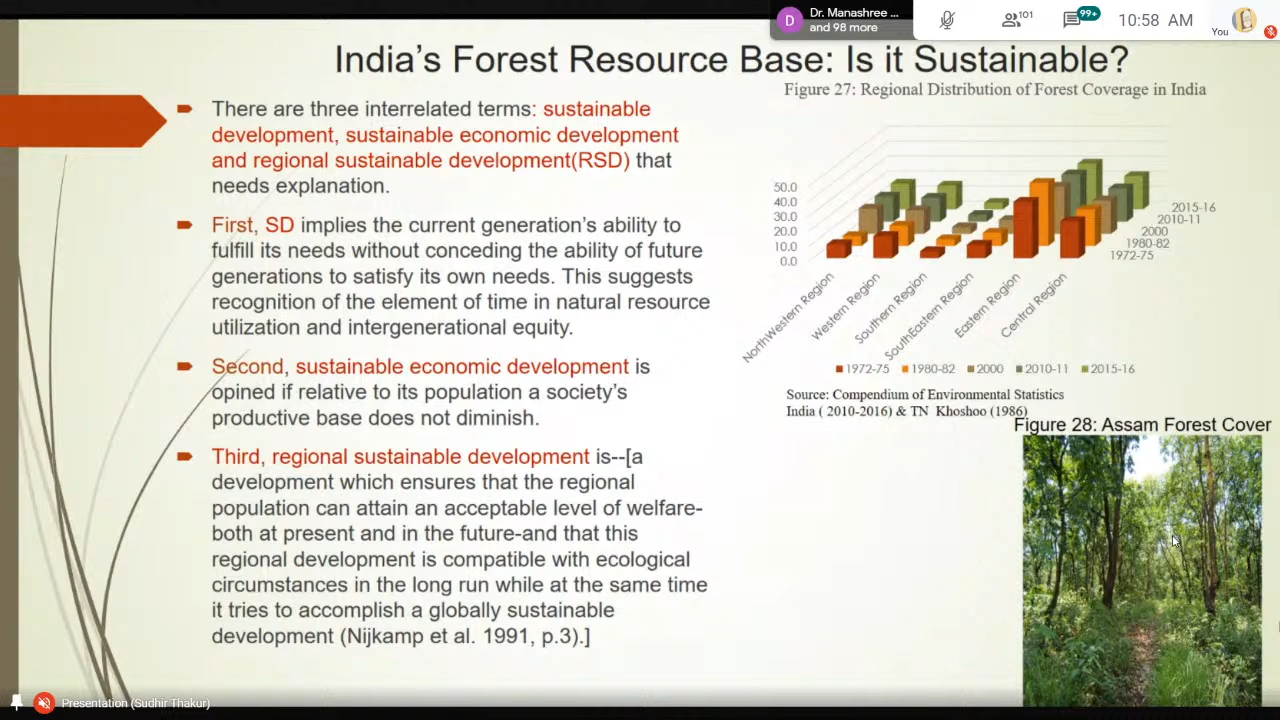 Dr. Manashree ...
and 98 more
D
101
99+
10:58 AM
You
India's Forest Resource Base: Is it Sustainable?
There are three interrelated terms: sustainable
development, sustainable economic development
and regional sustainable development(RSD) that
needs explanation.
First, SD implies the current generation's ability to
fulfill its needs without conceding the ability of future
generations to satisfy its own needs. This suggests
recognition of the element of time in natural resource
utilization and intergenerational equity.
Second, sustainable economic development is
opined if relative to its population a society's
productive base does not diminish.
Third, regional sustainable development is--[a
development which ensures that the regional
population can attain an acceptable level of welfare-
both at present and in the future-and that this
regional development is compatible with ecological
circumstances in the long run while at the same time
it tries to accomplish a globally sustainable
development (Nijkamp et al. 1991, p.3).]
Figure 27: Regional Distribution of Forest Coverage in India
50.0
40.0
30.0
20.0
10.0
0.0
2015-16
2010-11
2000
1980-82
1972-75
NorthWestern Region
Western Region
Southern Region
SouthEastern Region
Eastern Region
Central Region
1972-75 1980-82 2000 2010-11 2015-16
Source: Compendium of Environmental Statistics
India ( 2010-2016) & TN Khoshoo (1986)
Figure 28: Assam Forest Cover
Presentation (Sudhir Thakur)